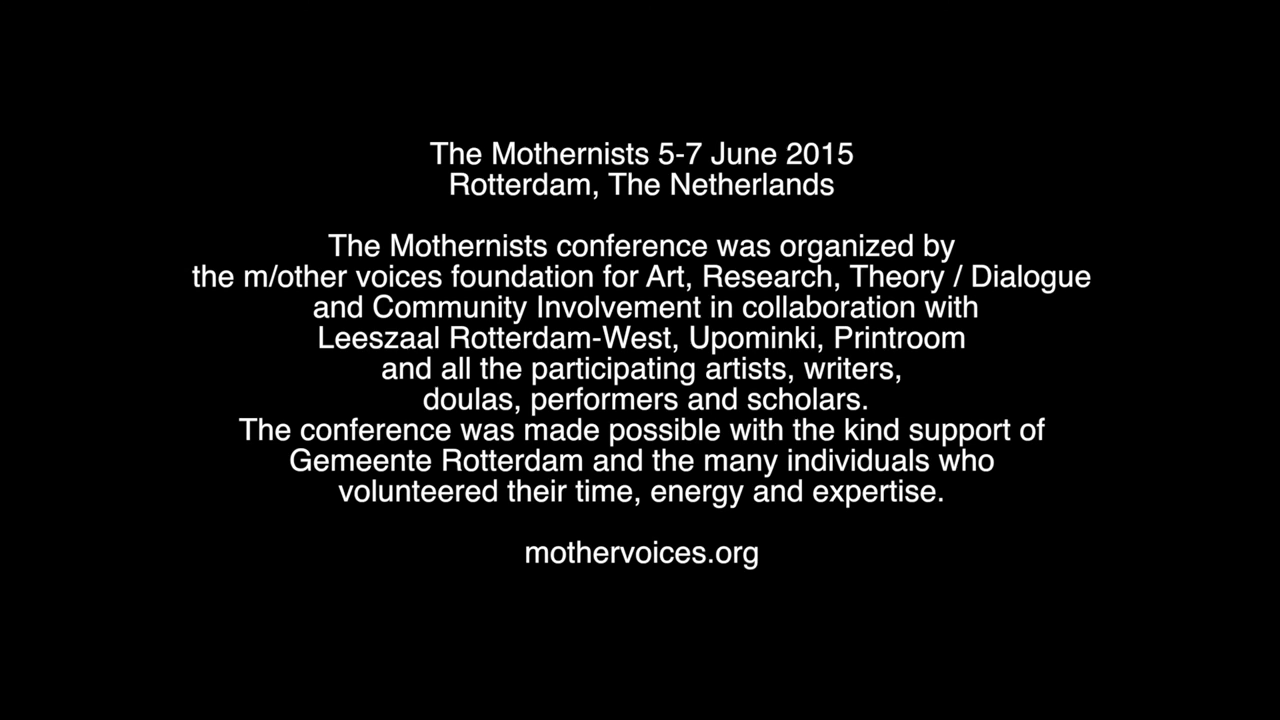 The Mothernists 5-7 June 2015
Rotterdam, The Netherlands
The Mothernists conference was organized by
the m/other voices foundation for Art, Research, Theory / Dialogue
and Community Involvement in collaboration with
Leeszaal Rotterdam-West, Upominki, Printroom
and all the participating artists, writers,
doulas, performers and scholars.
The conference was made possible with the kind support of
Gemeente Rotterdam and the many individuals who
volunteered their time, energy and expertise.
mothervoices.org